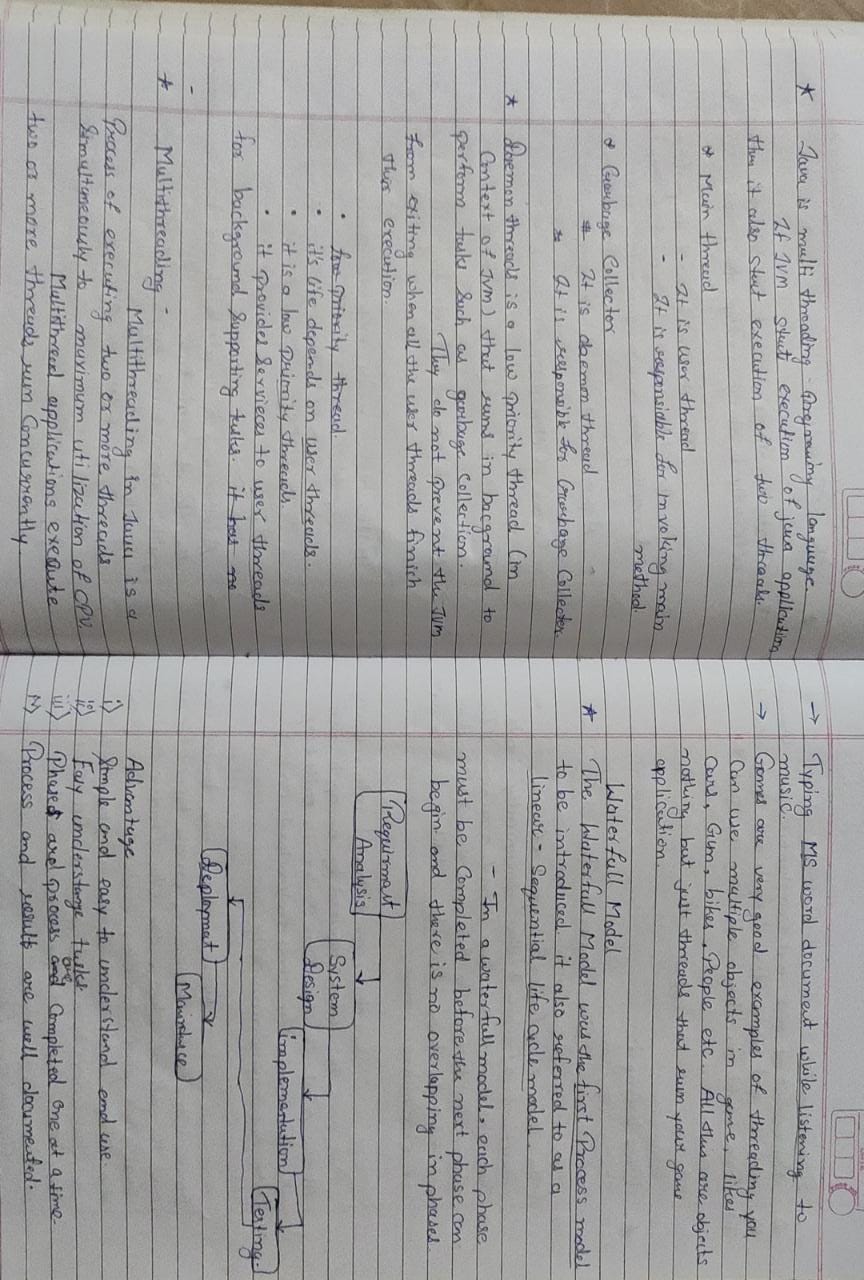 * Java is multi threading - programing language.
If JVM start execution of java application
then it also start execution of two threads.
* Main thread
- It is user thread
- It is responsible for invoking main
method.
* Garbage Collector
* It is daemon thread
* It is responsible for Garbage Collector
* Daemon threads is a low priority thread (in
Context of JVM) that runs in bacground to
perform tasks such as garbage collection.
They do not prevent the JVM
from exiting when all the user threads finish
their execution.
• low priority thread.
• it's life depends on user threads.
• it is a low priority threads
• it provides services to user threads
for background supporting tasks. it has no
-
* Multithreading -
Multithreading in Java is a
Process of executing two or more threads
Simultaneously to maximum utilization of CPU.
Multithread applications execute
two or more threads run Concurrently
→ Typing MS word document while listening to
music.
→ Games are very good examples of threading you
Can use multiple objects in game, likes
cars, Gun, bikes, People etc. All this are objects
nothing but just threads that run your game
application.
Waterfall Model
* The Waterfall Model was the first Process model
to be introduced it also referred to as a
linear - Sequential life cycle model.
- In a waterfall model, each phase
must be Completed before the next phase can
begin and there is no overlapping in phases.
Requirment
Analysis
System
design
implementation
Testing.
deployment
Advantage
i) Simple and easy to understand and use
ii) Easy understange tasks
iii) Phases are process and Completed one at a time.
iv) Process and result are well documented.